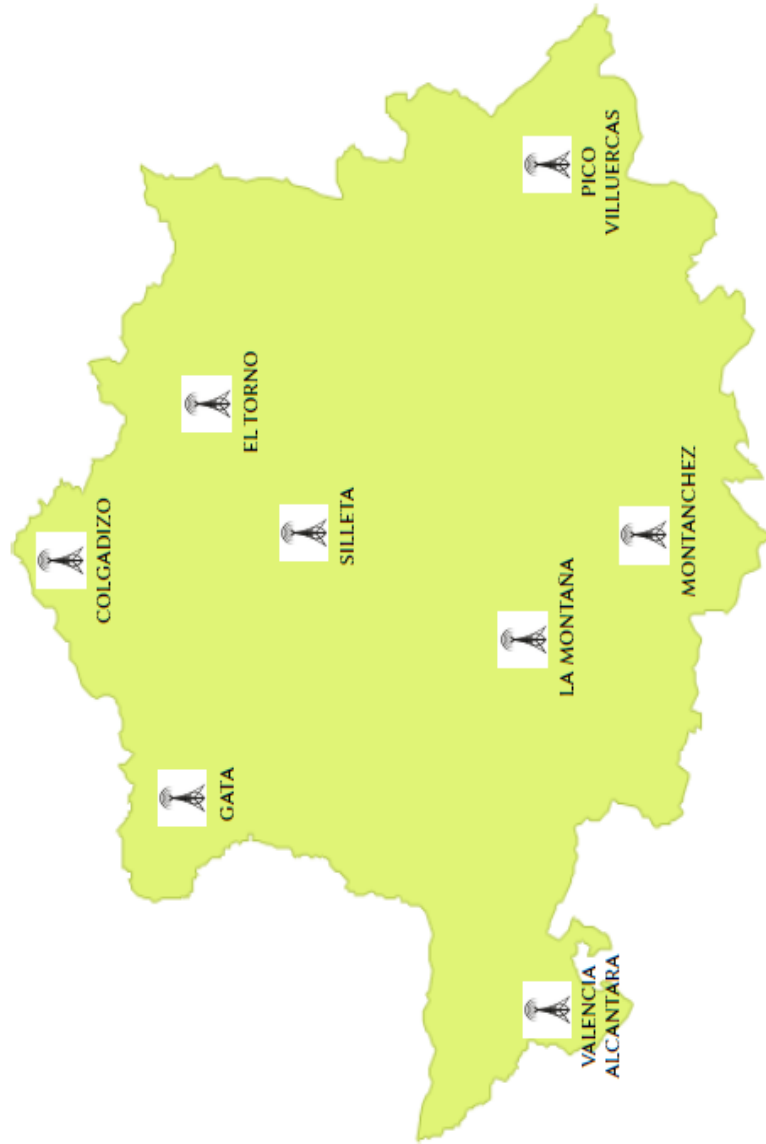 COLGADIZO
GATA
EL TORNO
SILLETA
LA MONTAÑA
VALENCIA
ALCANTARA
PICO
VILLUERCAS
MONTANCHEZ